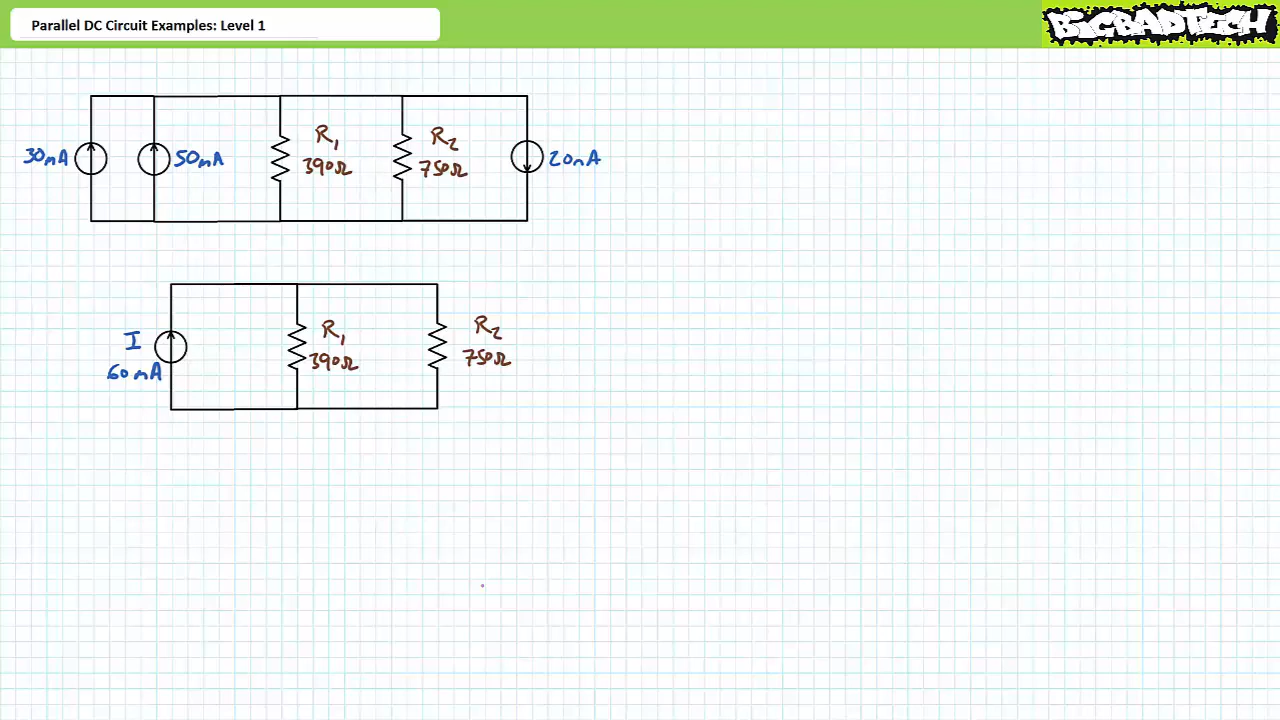 Parallel DC Circuit Examples: Level 1
BIGBADTECH
30mA
50mA
R1
390Ω
R2
750Ω
20mA
I
60mA
R1
390Ω
R2
750Ω